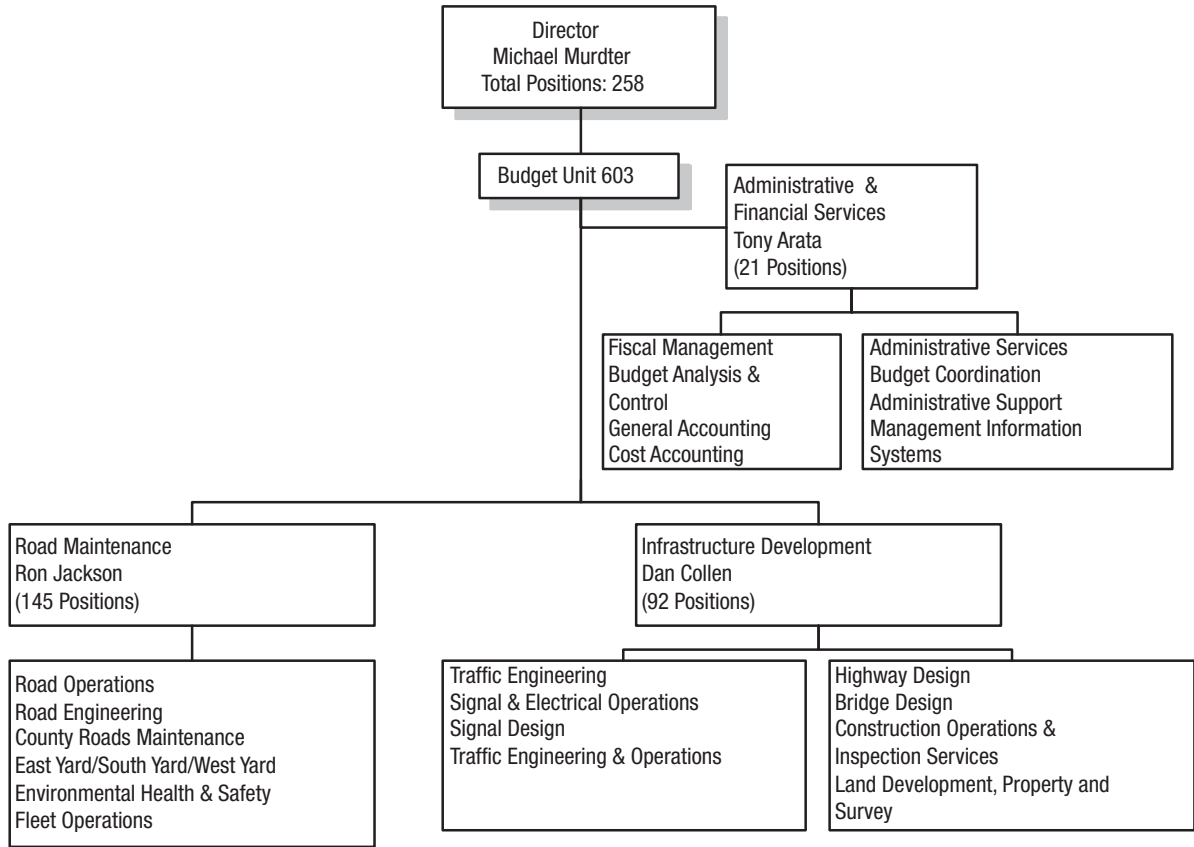 Director
Michael Murdter
Total Positions: 258
Budget Unit 603
Administrative &
Financial Services
Tony Arata
(21 Positions)
Fiscal Management
Budget Analysis &
Control
General Accounting
Cost Accounting
Administrative Services
Budget Coordination
Administrative Support
Management Information
Systems
Road Maintenance
Ron Jackson
(145 Positions)
Infrastructure Development
Dan Collen
(92 Positions)
Road Operations
Road Engineering
County Roads Maintenance
East Yard/South Yard/West Yard
Environmental Health & Safety
Fleet Operations
Traffic Engineering
Signal & Electrical Operations
Signal Design
Traffic Engineering & Operations
Highway Design
Bridge Design
Construction Operations &
Inspection Services
Land Development, Property and
Survey